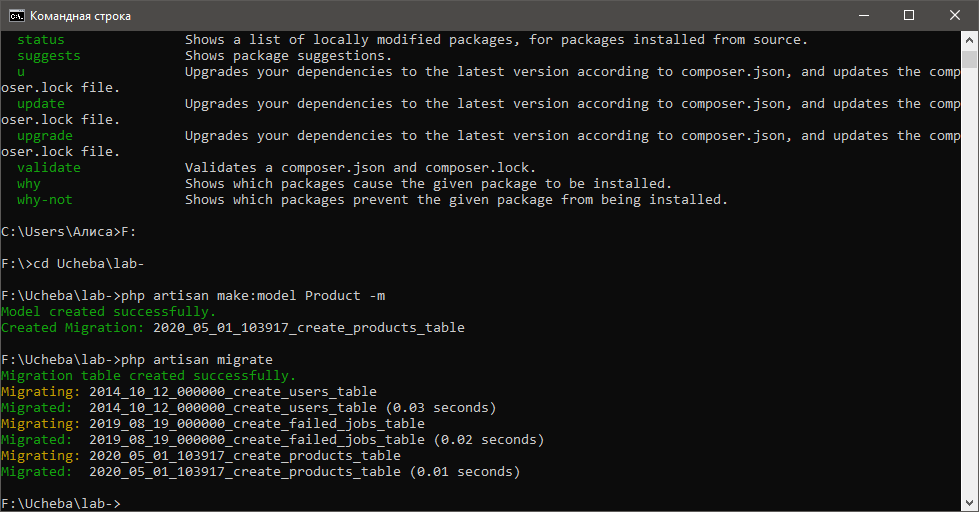 Командная строка
status Shows a list of locally modified packages, for packages installed from source.
suggests Shows package suggestions.
u Upgrades your dependencies to the latest version according to composer.json, and updates the comp
oser.lock file.
update Upgrades your dependencies to the latest version according to composer.json, and updates the comp
oser.lock file.
upgrade Upgrades your dependencies to the latest version according to composer.json, and updates the comp
oser.lock file.
validate Validates a composer.json and composer.lock.
why Shows which packages cause the given package to be installed.
why-not Shows which packages prevent the given package from being installed.
C:\Users\Алиса>F:
F:\>cd Ucheba\lab-
F:\Ucheba\lab->php artisan make:model Product -m
Model created successfully.
Created Migration: 2020_05_01_103917_create_products_table
F:\Ucheba\lab->php artisan migrate
Migration table created successfully.
Migrating: 2014_10_12_000000_create_users_table
Migrated: 2014_10_12_000000_create_users_table (0.03 seconds)
Migrating: 2019_08_19_000000_create_failed_jobs_table
Migrated: 2019_08_19_000000_create_failed_jobs_table (0.02 seconds)
Migrating: 2020_05_01_103917_create_products_table
Migrated: 2020_05_01_103917_create_products_table (0.01 seconds)
F:\Ucheba\lab->